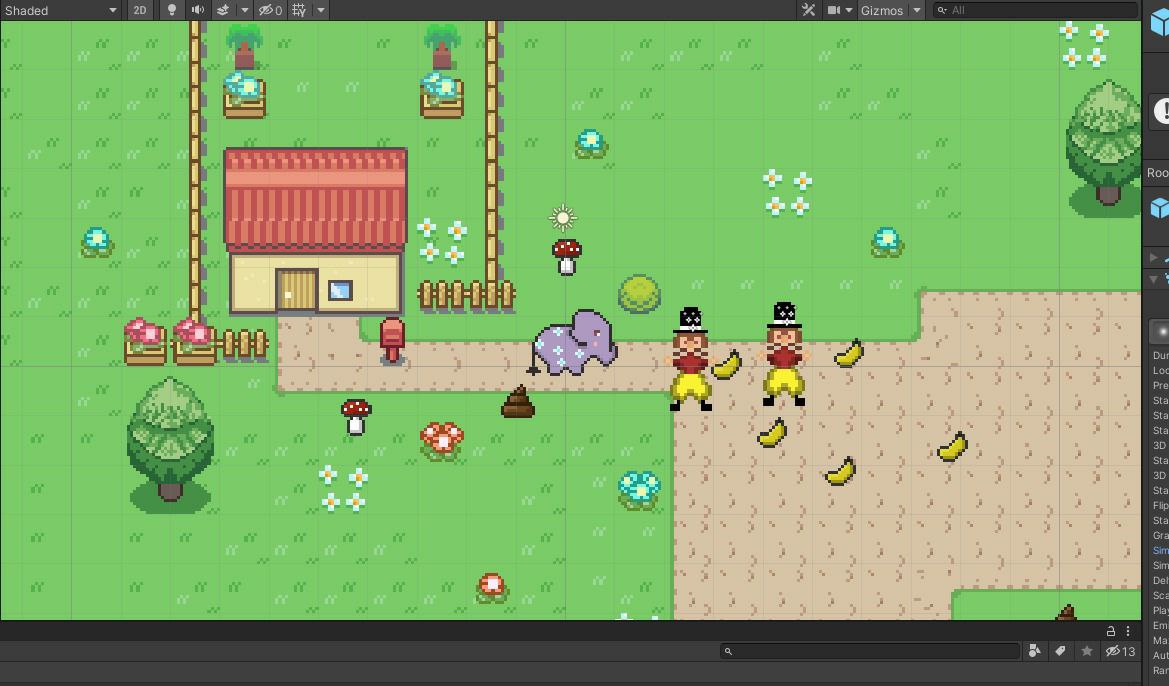 Shaded 2D 0 Gizmos All
Roo
Dur
Loo
Pre
Sta
Sta
Sta
3D
Sta
3D
Sta
Flip
Sta
Gra
Sim
Sim
Del
Sca
Play
Em
Ma
Aut
Ran
13